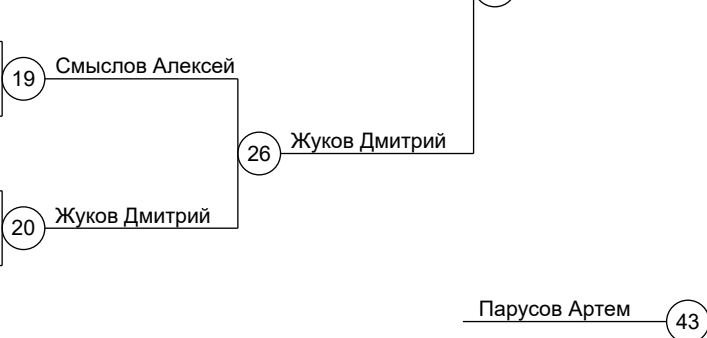 Смыслов Алексей
19
Жуков Дмитрий
26
Жуков Дмитрий
20
Парусов Артем
43